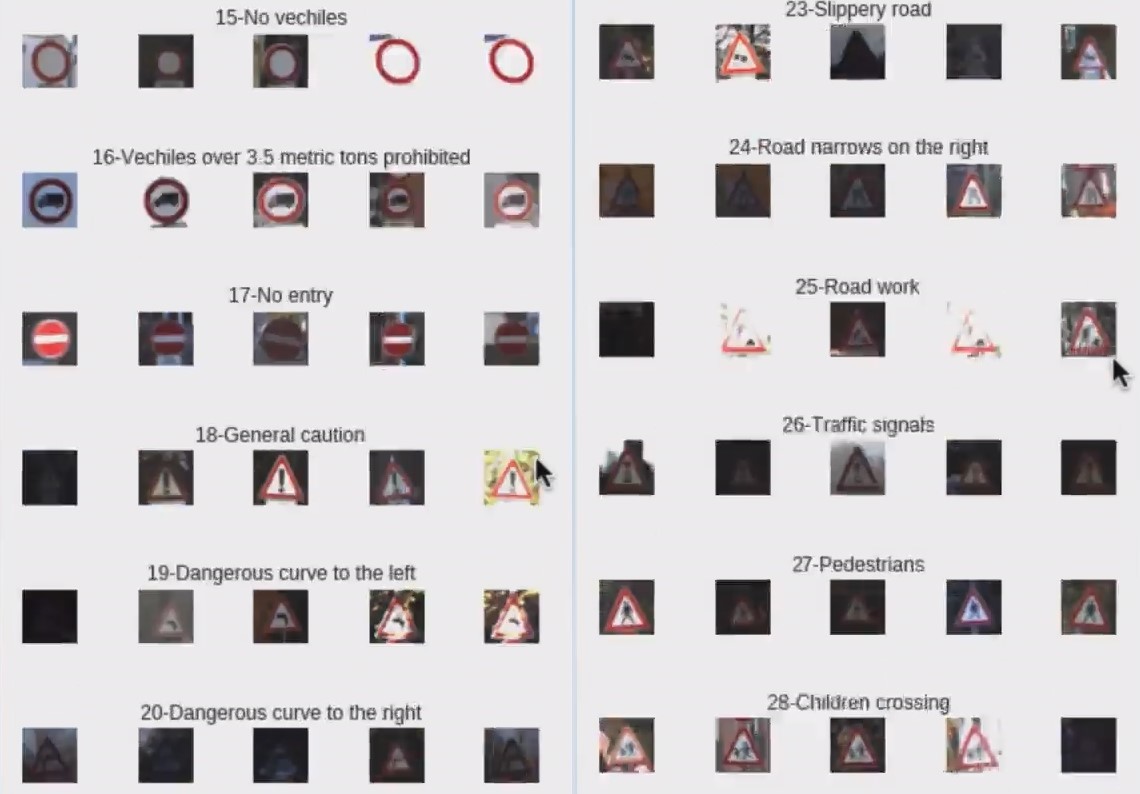 15-No vechiles
16-Vechiles over 3.5 metric tons prohibited
17-No entry
18-General caution
19-Dangerous curve to the left
20-Dangerous curve to the right
23-Slippery road
24-Road narrows on the right
25-Road work
26-Traffic signals
27-Pedestrians
28-Children crossing